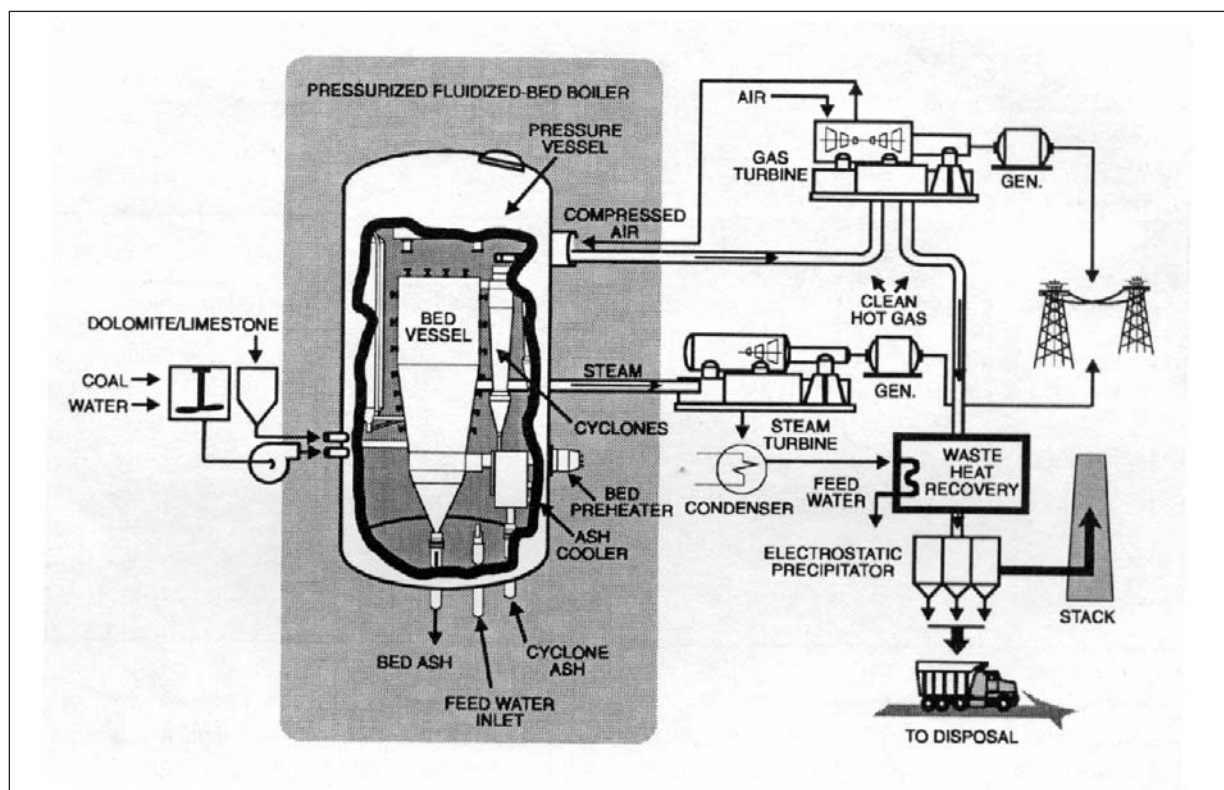 PRESSURIZED FLUIDIZED-BED BOILER
PRESSURE
VESSEL
AIR
GAS
TURBINE
GEN.
COMPRESSED
AIR
CLEAN
HOT GAS
DOLOMITE/LIMESTONE
BED
VESSEL
COAL
WATER
STEAM
GEN.
CYCLONES
STEAM
TURBINE
WASTE
HEAT
RECOVERY
FEED
WATER
BED
PREHEATER
CONDENSER
ASH
COOLER
ELECTROSTATIC
PRECIPITATOR
STACK
BED ASH
CYCLONE
ASH
FEED WATER
INLET
TO DISPOSAL